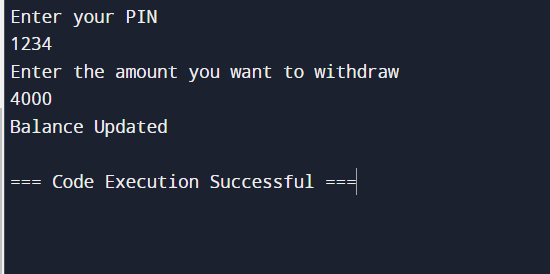 Enter your PIN
1234
Enter the amount you want to withdraw
4000
Balance Updated
=== Code Execution Successful ===